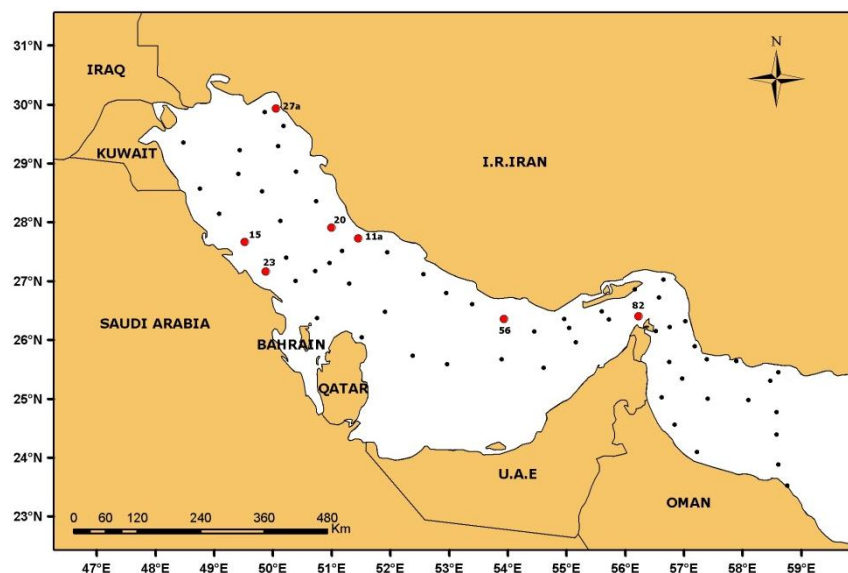 31°N
30°N
29°N
28°N
27°N
26°N
25°N
24°N
23°N
IRAQ
N
27a
KUWAIT
I.R.IRAN
20
15
11a
23
SAUDI ARABIA
82
56
BAHRAIN
QATAR
U.A.E
OMAN
0 60 120 240 360 480
Km
47°E 48°E 49°E 50°E 51°E 52°E 53°E 54°E 55°E 56°E 57°E 58°E 59°E